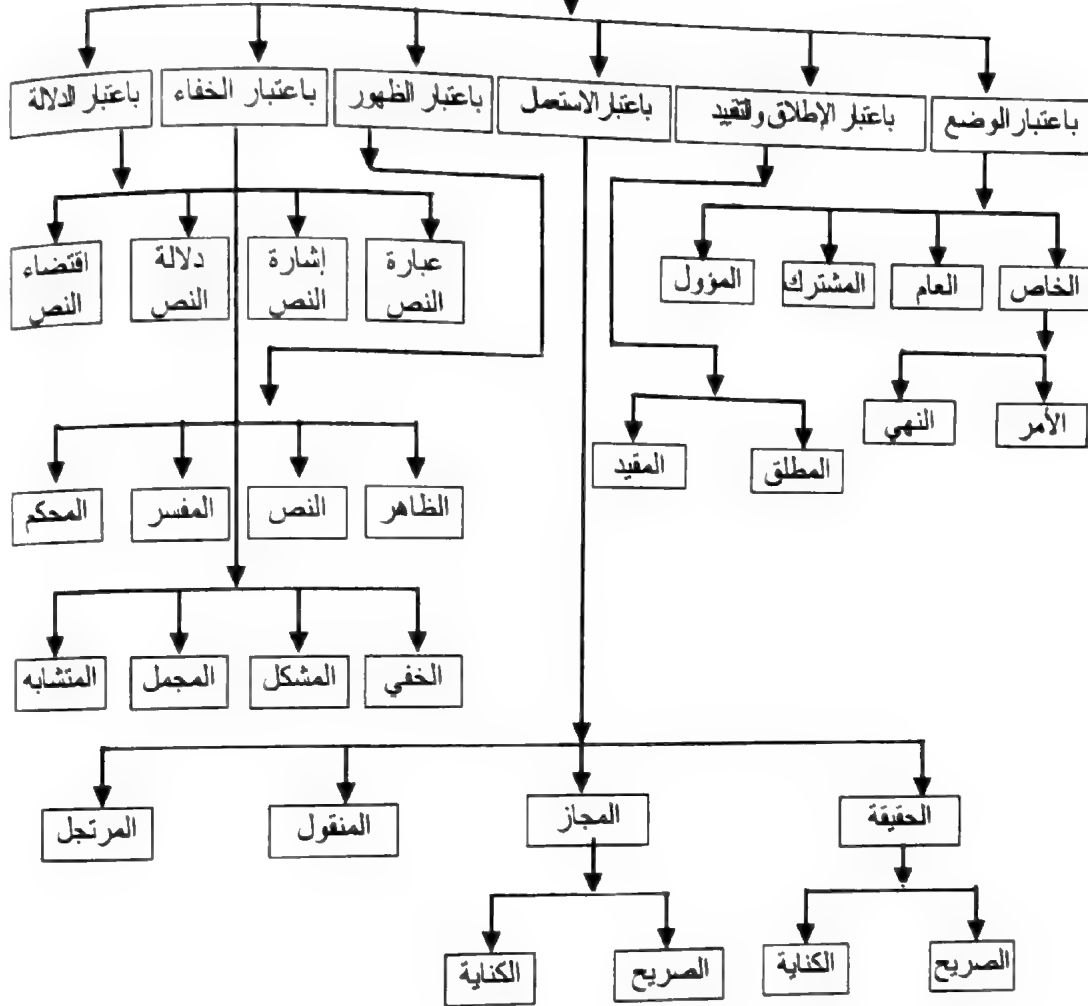 باعتبار الوضع
باعتبار الإطلاق والتقييد
باعتبار الاستعمل
باعتبار الظهور
باعتبار الخفاء
باعتبار الدلالة
الخاص
العام
المشترك
المؤول
الأمر
النهي
المطلق
المقيد
عبارة
النص
إشارة
النص
دلالة
النص
اقتضاء
النص
الظاهر
النص
المفسر
المحكم
الخفي
المشكل
المجمل
المتشابه
الحقيقة
المجاز
المنقول
المرتجل
الصريح
الكناية
الصريح
الكناية